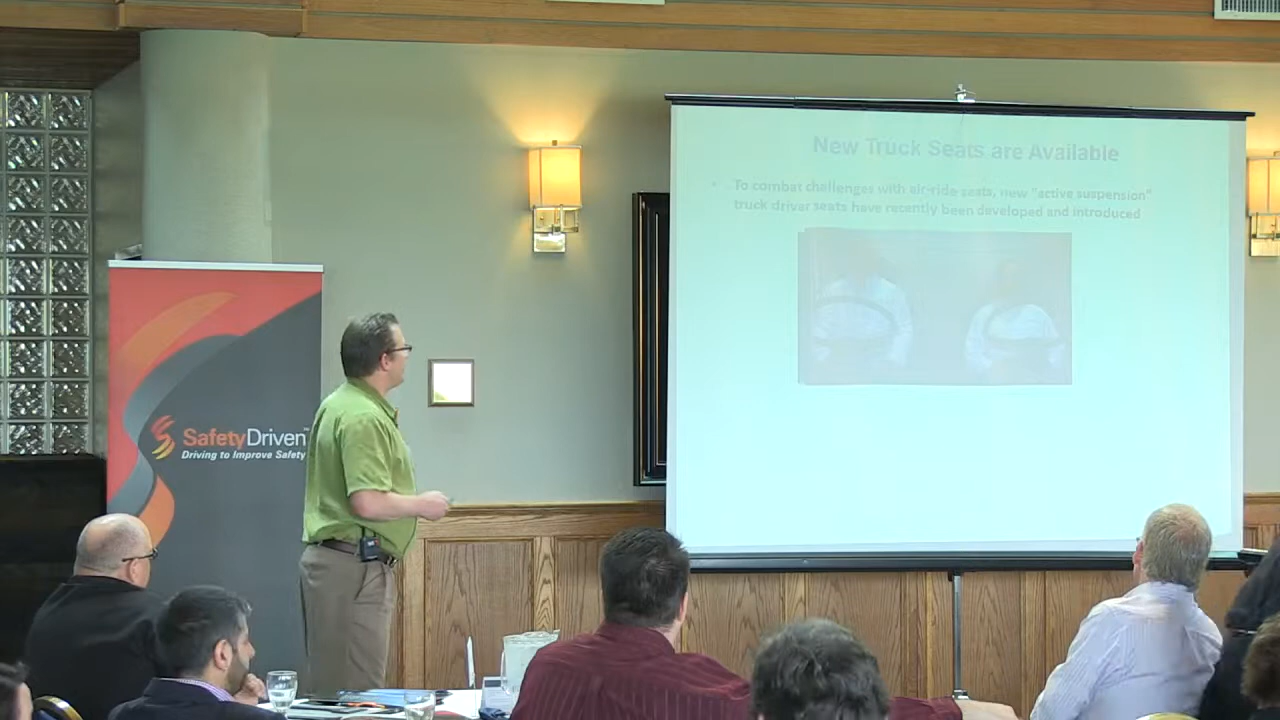 New Truck Seats are Available
• To combat challenges with air-ride seats, new "active suspension"
truck driver seats have recently been developed and introduced
SafetyDriven™
Driving to Improve Safety